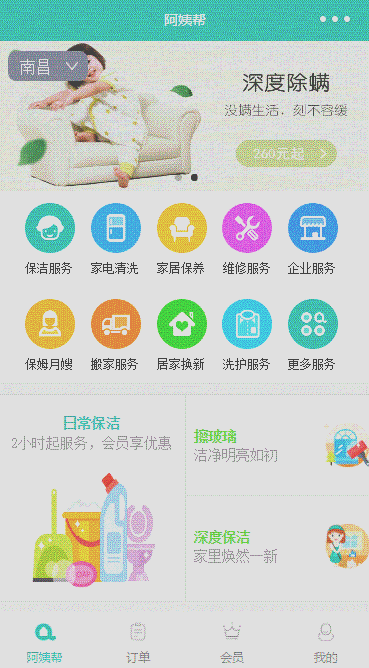 阿姨帮
南昌
深度除螨
没螨生活，刻不容缓
260元起
保洁服务 家电清洗 家居保养 维修服务 企业服务
保姆月嫂 搬家服务 居家换新 洗护服务 更多服务
日常保洁
2小时起服务，会员享优惠
擦玻璃
洁净明亮如初
深度保洁
家里焕然一新
阿姨帮 订单 会员 我的